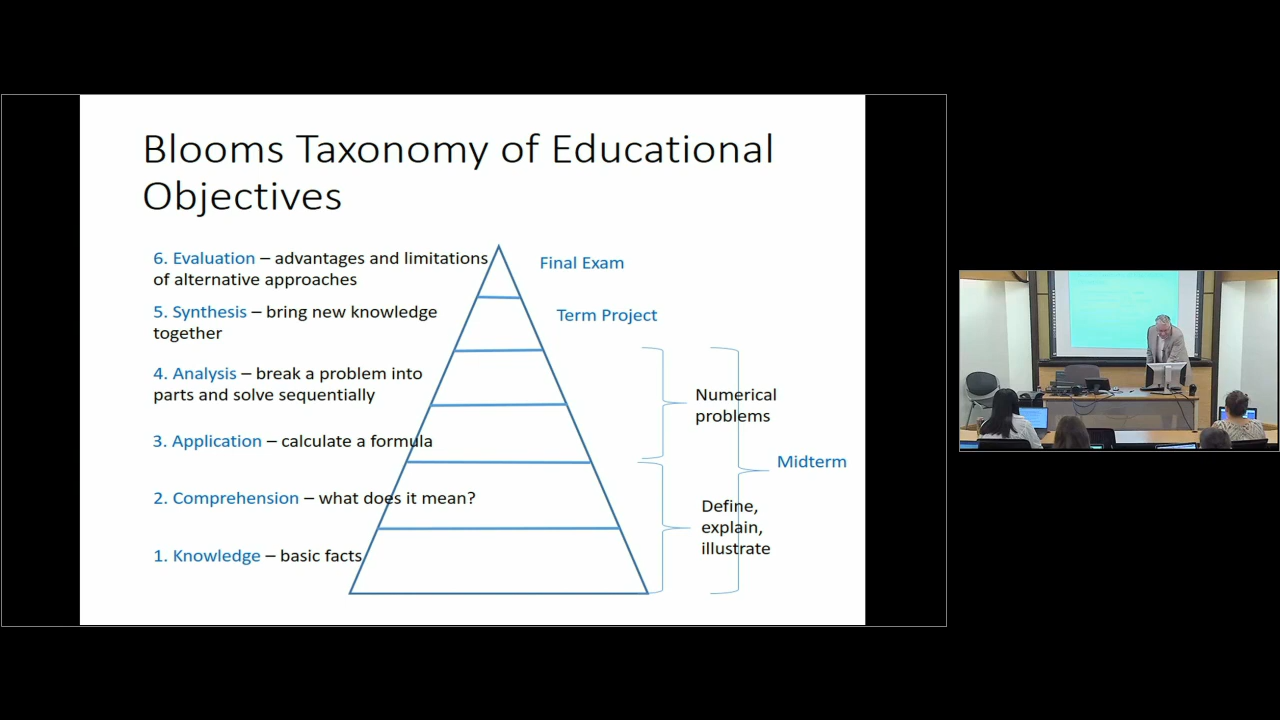 Blooms Taxonomy of Educational
Objectives
6. Evaluation – advantages and limitations
of alternative approaches
Final Exam
5. Synthesis – bring new knowledge
together
Term Project
4. Analysis – break a problem into
parts and solve sequentially
Numerical
problems
3. Application – calculate a formula
Midterm
2. Comprehension – what does it mean?
Define,
explain,
illustrate
1. Knowledge – basic facts